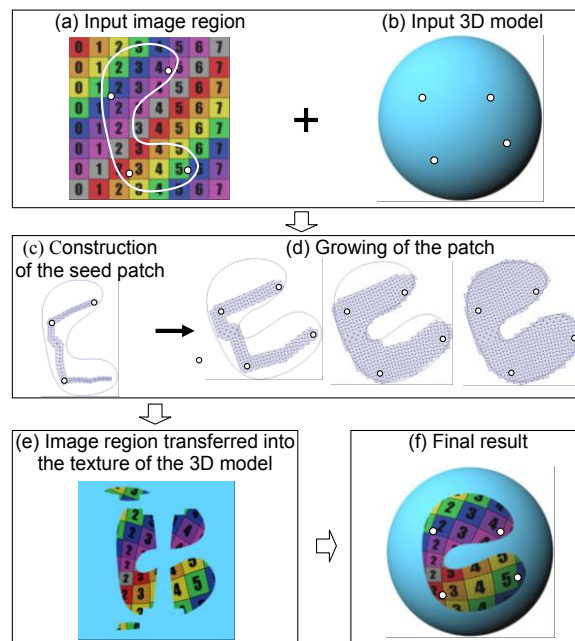 (a) Input image region
(b) Input 3D model
0 1 2 3 4 5 6 7
0 1 2 3 4 5 6 7
0 1 2 3 4 5 6 7
0 1 2 3 4 5 6 7
0 1 2 3 4 5 6 7
0 1 2 3 4 5 6 7
0 1 2 3 4 5 6 7
0 1 2 3 4 5 6 7
+
(c) Construction
of the seed patch
(d) Growing of the patch
(e) Image region transferred into
the texture of the 3D model
(f) Final result